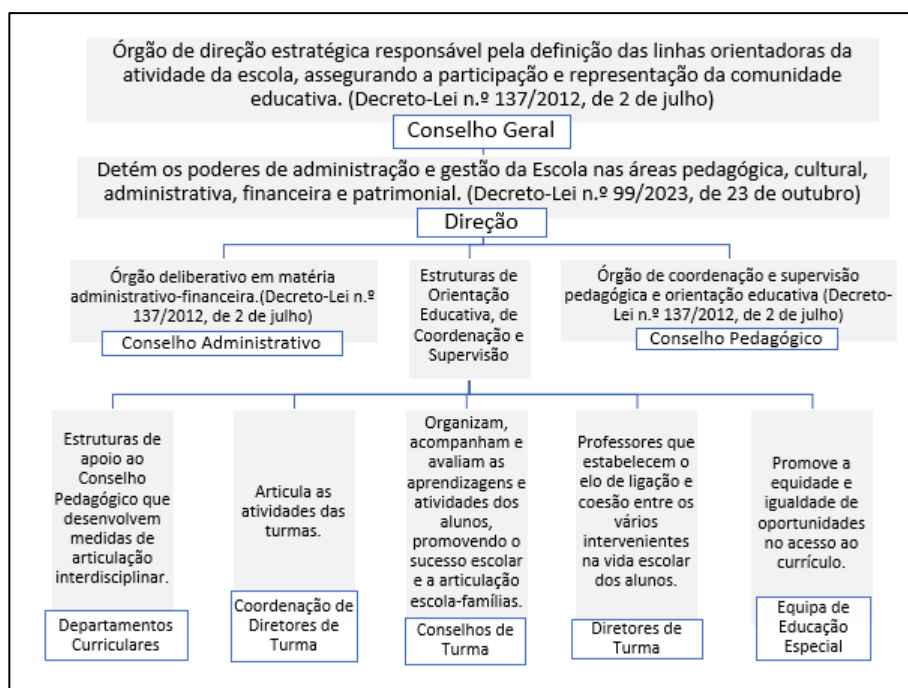 Órgão de direção estratégica responsável pela definição das linhas orientadoras da
atividade da escola, assegurando a participação e representação da comunidade
educativa. (Decreto-Lei n.º 137/2012, de 2 de julho)
Conselho Geral
Detém os poderes de administração e gestão da Escola nas áreas pedagógica, cultural,
administrativa, financeira e patrimonial. (Decreto-Lei n.º 99/2023, de 23 de outubro)
Direção
Órgão deliberativo em matéria
administrativo-financeira.(Decreto-Lei n.º
137/2012, de 2 de julho)
Conselho Administrativo
Estruturas de
Orientação
Educativa, de
Coordenação e
Supervisão
Órgão de coordenação e supervisão
pedagógica e orientação educativa (Decreto-
Lei n.º 137/2012, de 2 de julho)
Conselho Pedagógico
Estruturas de
apoio ao
Conselho
Pedagógico que
desenvolvem
medidas de
articulação
interdisciplinar.
Departamentos
Curriculares
Articula as
atividades das
turmas.
Coordenação de
Diretores de
Turma
Organizam,
acompanham e
avaliam as
aprendizagens e
atividades dos
alunos,
promovendo o
sucesso escolar
e a articulação
escola-famílias.
Conselhos de
Turma
Professores que
estabelecem o
elo de ligação e
coesão entre os
vários
intervenientes
na vida escolar
dos alunos.
Diretores de
Turma
Promove a
equidade e
igualdade de
oportunidades
no acesso ao
currículo.
Equipa de
Educação
Especial